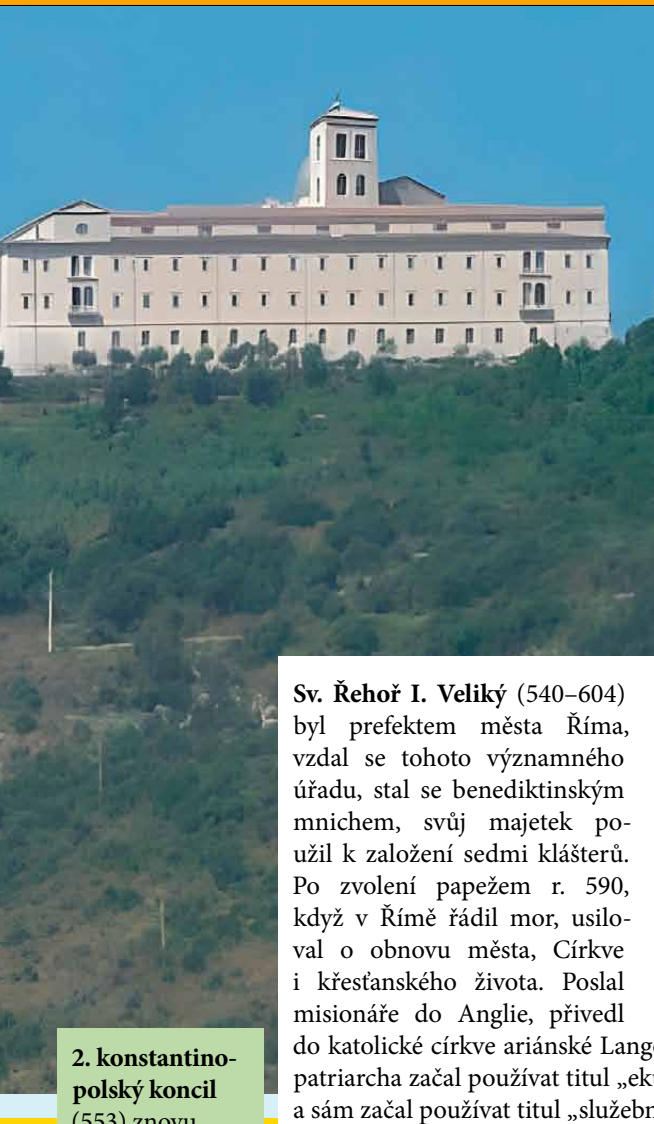 Sv. Řehoř I. Veliký (540–604)
byl prefektem města Říma,
vzdal se tohoto významného
úřadu, stal se benediktinským
mnichem, svůj majetek po-
užil k založení sedmi klášterů.
Po zvolení papežem r. 590,
když v Římě řádil mor, usilo-
val o obnovu města, Církve
i křesťanského života. Poslal
misionáře do Anglie, přivedl
do katolické církve ariánské
patriarcha začal používat titul
a sám začal používat titul
2. konstantino-
polský koncil
(553) znovu